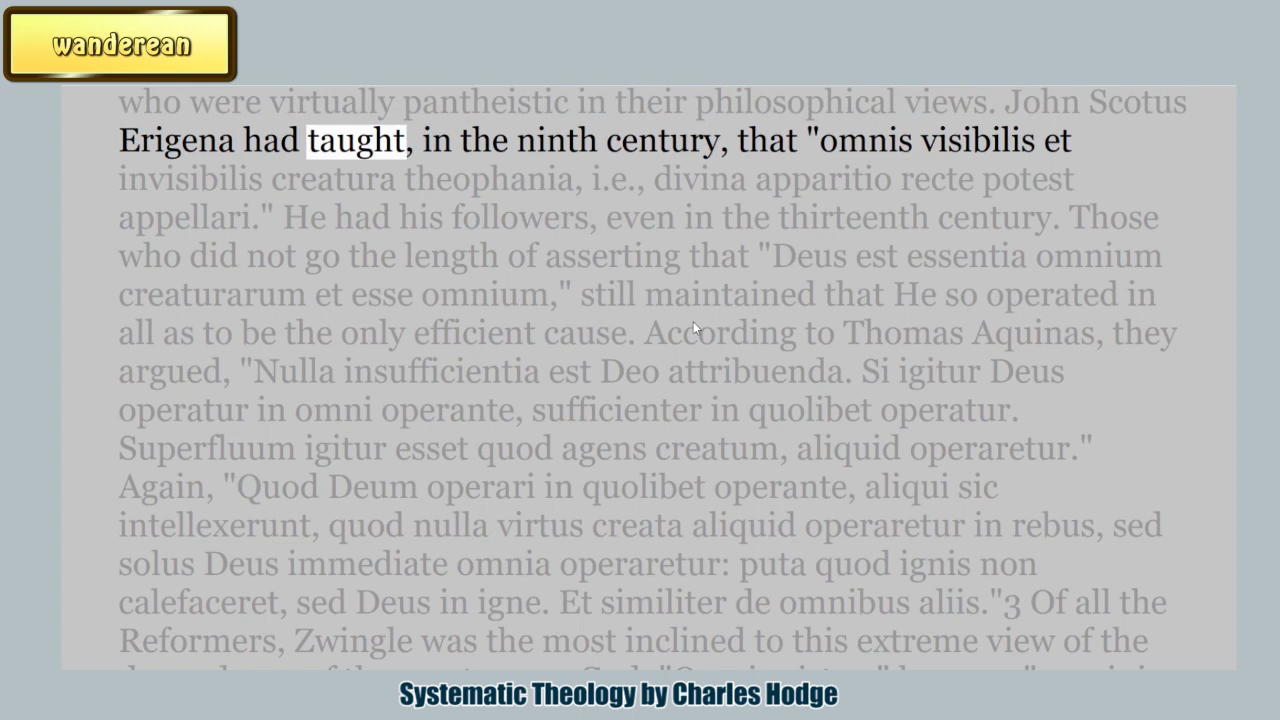 wanderean
who were virtually pantheistic in their philosophical views. John Scotus
Erigena had taught, in the ninth century, that "omnis visibilis et
invisibilis creatura theophania, i.e., divina apparitio recte potest
appellari." He had his followers, even in the thirteenth century. Those
who did not go the length of asserting that "Deus est essentia omnium
creaturarum et esse omnium," still maintained that He so operated in
all as to be the only efficient cause. According to Thomas Aquinas, they
argued, "Nulla insufficientia est Deo attribuenda. Si igitur Deus
operatur in omni operante, sufficienter in quolibet operatur.
Superfluum igitur esset quod agens creatum, aliquid operaretur."
Again, "Quod Deum operari in quolibet operante, aliqui sic
intellexerunt, quod nulla virtus creata aliquid operaretur in rebus, sed
solus Deus immediate omnia operaretur: puta quod ignis non
calefaceret, sed Deus in igne. Et similiter de omnibus aliis."3 Of all the
Reformers, Zwingle was the most inclined to this extreme view of the
Systematic Theology by Charles Hodge